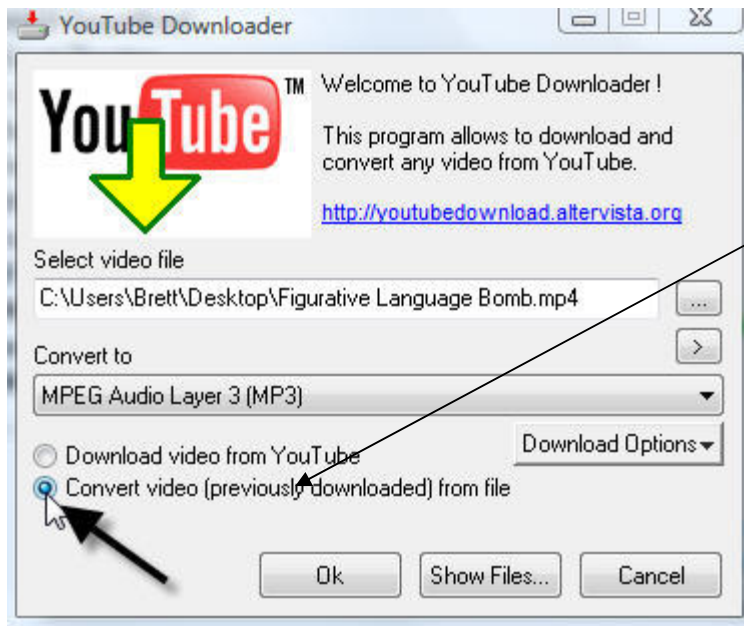 YouTube Downloader
YouTube TM
Welcome to YouTube Downloader !
This program allows to download and
convert any video from YouTube.
http://youtubedownload.altervista.org
Select video file
C:\Users\Brett\Desktop\Figurative Language Bomb.mp4
...
>
Convert to
MPEG Audio Layer 3 (MP3)
Download Options
Download video from YouTube
Convert video (previously downloaded) from file
Ok
Show Files...
Cancel